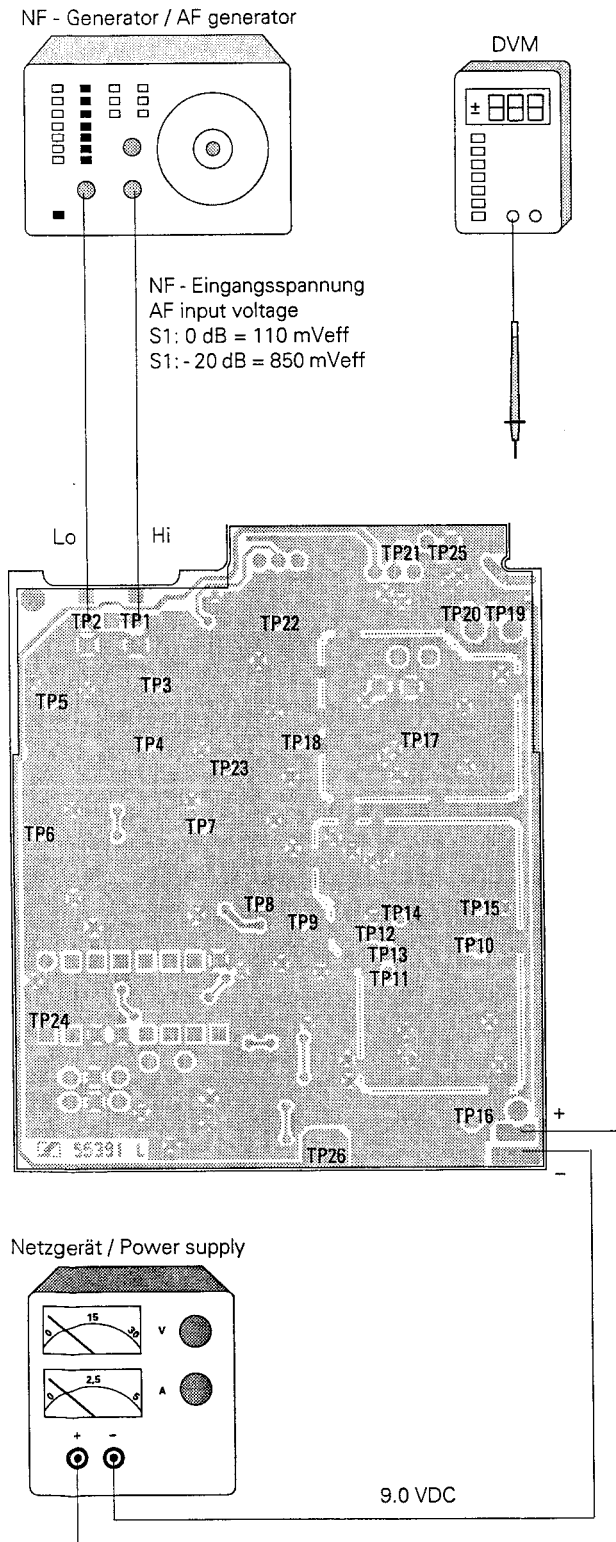 NF - Generator / AF generator
DVM
±
NF - Eingangsspannung
AF input voltage
S1: 0 dB = 110 mVeff
S1: - 20 dB = 850 mVeff
Lo
Hi
TP21 TP25
TP2 TP1
TP22
TP20 TP19
TP5
TP3
TP4
TP18
TP17
TP23
TP6
TP7
TP8
TP9
TP14
TP15
TP12
TP10
TP13
TP11
TP24
TP16
+
55391 L
TP26
−
Netzgerät / Power supply
0 15 30
V
0 2,5 5
A
+ −
9.0 VDC